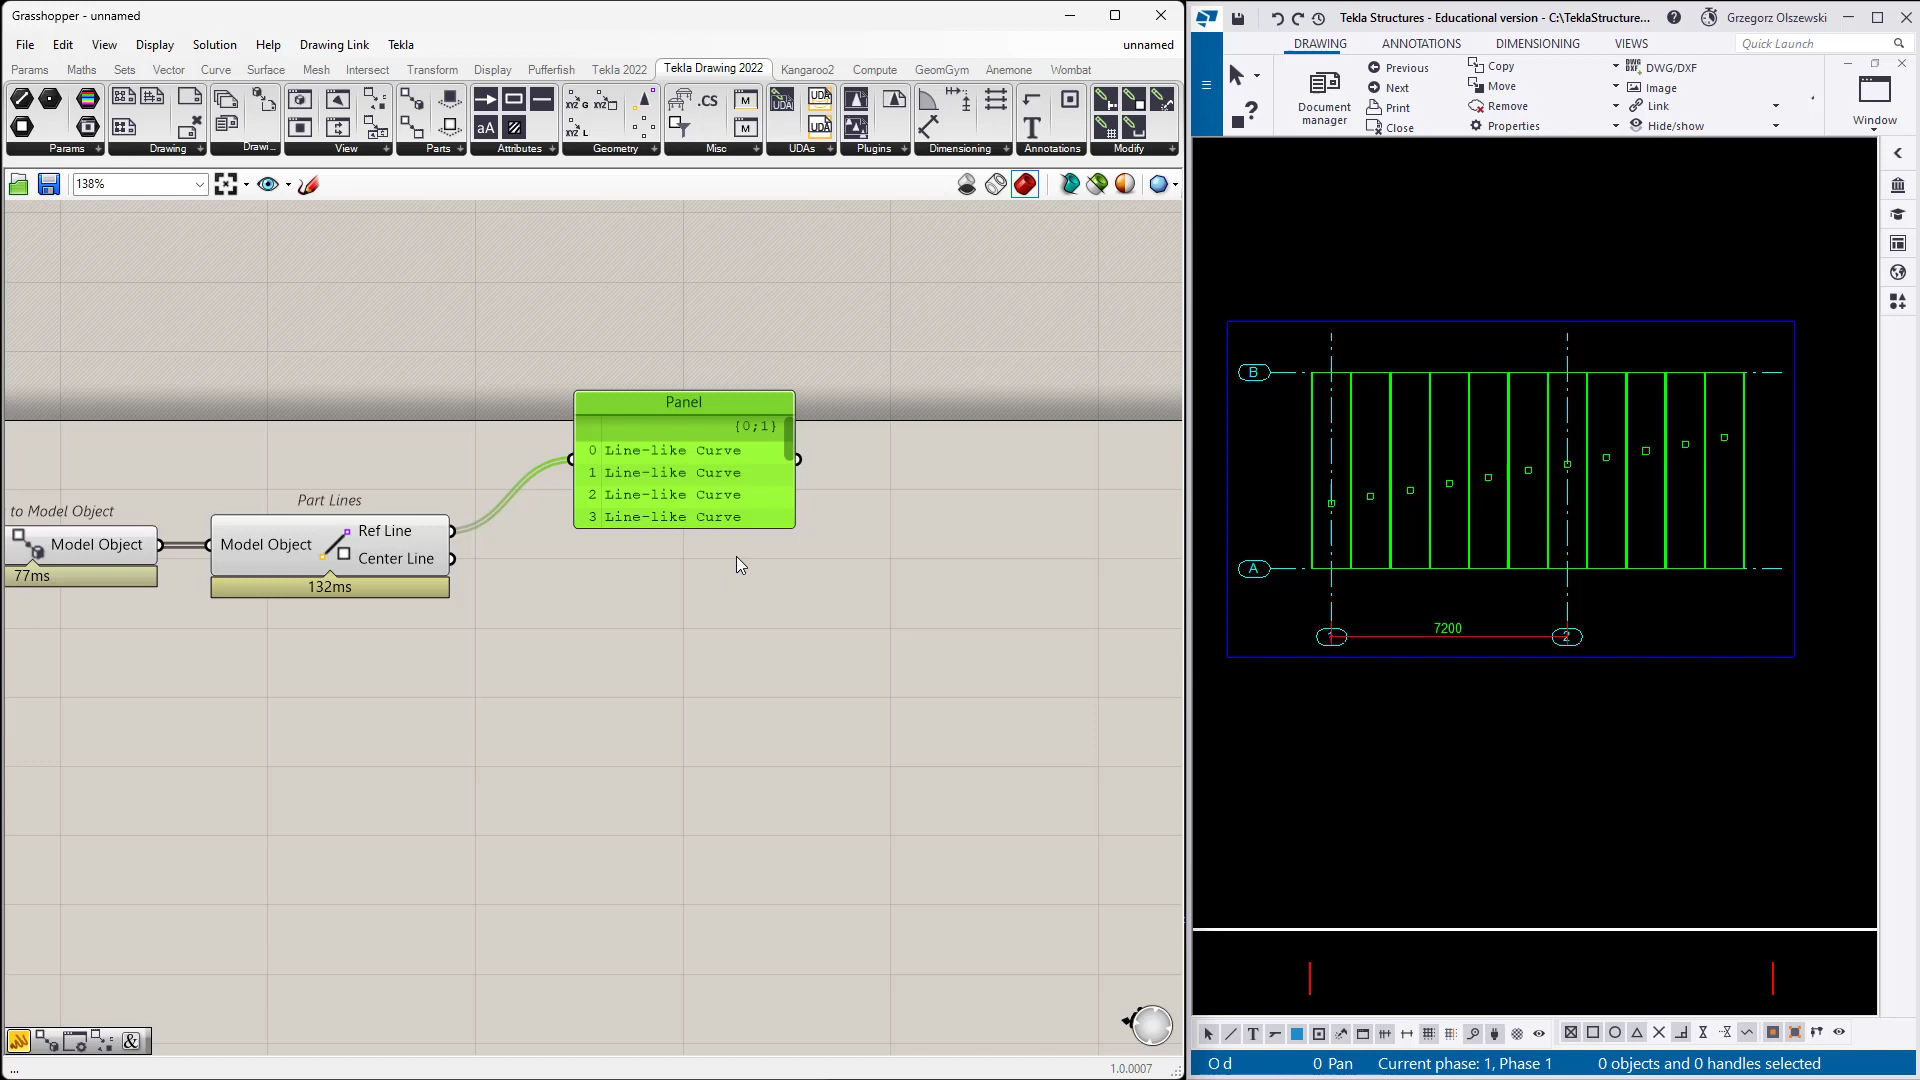 Grasshopper - unnamed
File Edit View Display Solution Help Drawing Link Tekla unnamed
Params Maths Sets Vector Curve Surface Mesh Intersect Transform Display Pufferfish Tekla 2022 Tekla Drawing 2022 Kangaroo2 Compute GeomGym Anemone Wombat
Params Drawing Drawi... View Parts Attributes Geometry Misc UDAs Plugins Dimensioning Annotations Modify
138%
Panel
{0;1}
0 Line-like Curve
1 Line-like Curve
2 Line-like Curve
3 Line-like Curve
to Model Object
Model Object
77ms
Part Lines
Model Object
Ref Line
Center Line
132ms
...
1.0.0007
Tekla Structures - Educational version - C:\TeklaStructure...
Grzegorz Olszewski
DRAWING ANNOTATIONS DIMENSIONING VIEWS
Quick Launch
Document
manager
Previous
Next
Print
Close
Copy
Move
Remove
Properties
DWG/DXF
Image
Link
Hide/show
Window
B
A
7200
1
2
O d 0 Pan Current phase: 1, Phase 1 0 objects and 0 handles selected